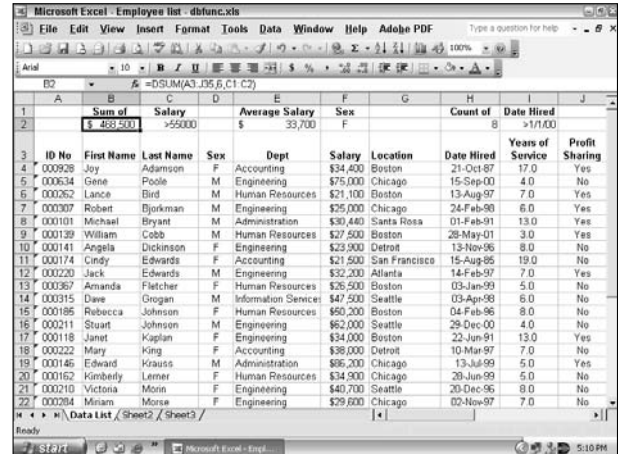 Microsoft Excel - Employee list - dbfunc.xls
File Edit View Insert Format Tools Data Window Help Adobe PDF Type a question for help
100%
Arial 10 B I U $ %
B2 fx =DSUM(A3:J35,6,C1:C2)
A B C D E F G H I J
1 Sum of Salary Average Salary Sex Count of Date Hired
2 $ 468,500 >55000 $ 33,700 F 8 >1/1/00
3 ID No First Name Last Name Sex Dept Salary Location Date Hired Years of Service Profit Sharing
4 000928 Joy Adamson F Accounting $34,400 Boston 21-Oct-87 17.0 Yes
5 000634 Gene Poole M Engineering $75,000 Chicago 15-Sep-00 4.0 No
6 000262 Lance Bird M Human Resources $21,100 Boston 13-Aug-97 7.0 Yes
7 000307 Robert Bjorkman M Engineering $25,000 Chicago 24-Feb-98 6.0 Yes
8 000101 Michael Bryant M Administration $30,440 Santa Rosa 01-Feb-91 13.0 Yes
9 000139 William Cobb M Human Resources $27,500 Boston 28-May-01 3.0 Yes
10 000141 Angela Dickinson F Engineering $23,900 Detroit 13-Nov-96 8.0 No
11 000174 Cindy Edwards F Accounting $21,500 San Francisco 15-Aug-85 19.0 No
12 000220 Jack Edwards M Engineering $32,200 Atlanta 14-Feb-97 7.0 Yes
13 000367 Amanda Fletcher F Human Resources $26,500 Boston 03-Jan-99 5.0 No
14 000315 Dave Grogan M Information Services $47,500 Seattle 03-Apr-98 6.0 No
15 000185 Rebecca Johnson F Human Resources $50,200 Boston 04-Feb-96 8.0 No
16 000211 Stuart Johnson M Engineering $62,000 Seattle 29-Dec-00 4.0 No
17 000118 Janet Kaplan F Engineering $34,000 Boston 22-Jun-91 13.0 Yes
18 000222 Mary King F Accounting $38,000 Detroit 10-Mar-97 7.0 No
19 000146 Edward Krauss M Administration $86,200 Chicago 13-Jul-99 5.0 Yes
20 000162 Kimberly Lerner F Human Resources $34,900 Chicago 28-Jun-99 5.0 No
21 000210 Victoria Morin F Engineering $40,700 Seattle 20-Dec-96 8.0 No
22 000284 Miriam Morse F Engineering $29,600 Chicago 02-Nov-97 7.0 No
Data List Sheet2 Sheet3
Ready
start Microsoft Excel - Empl... 5:10 PM